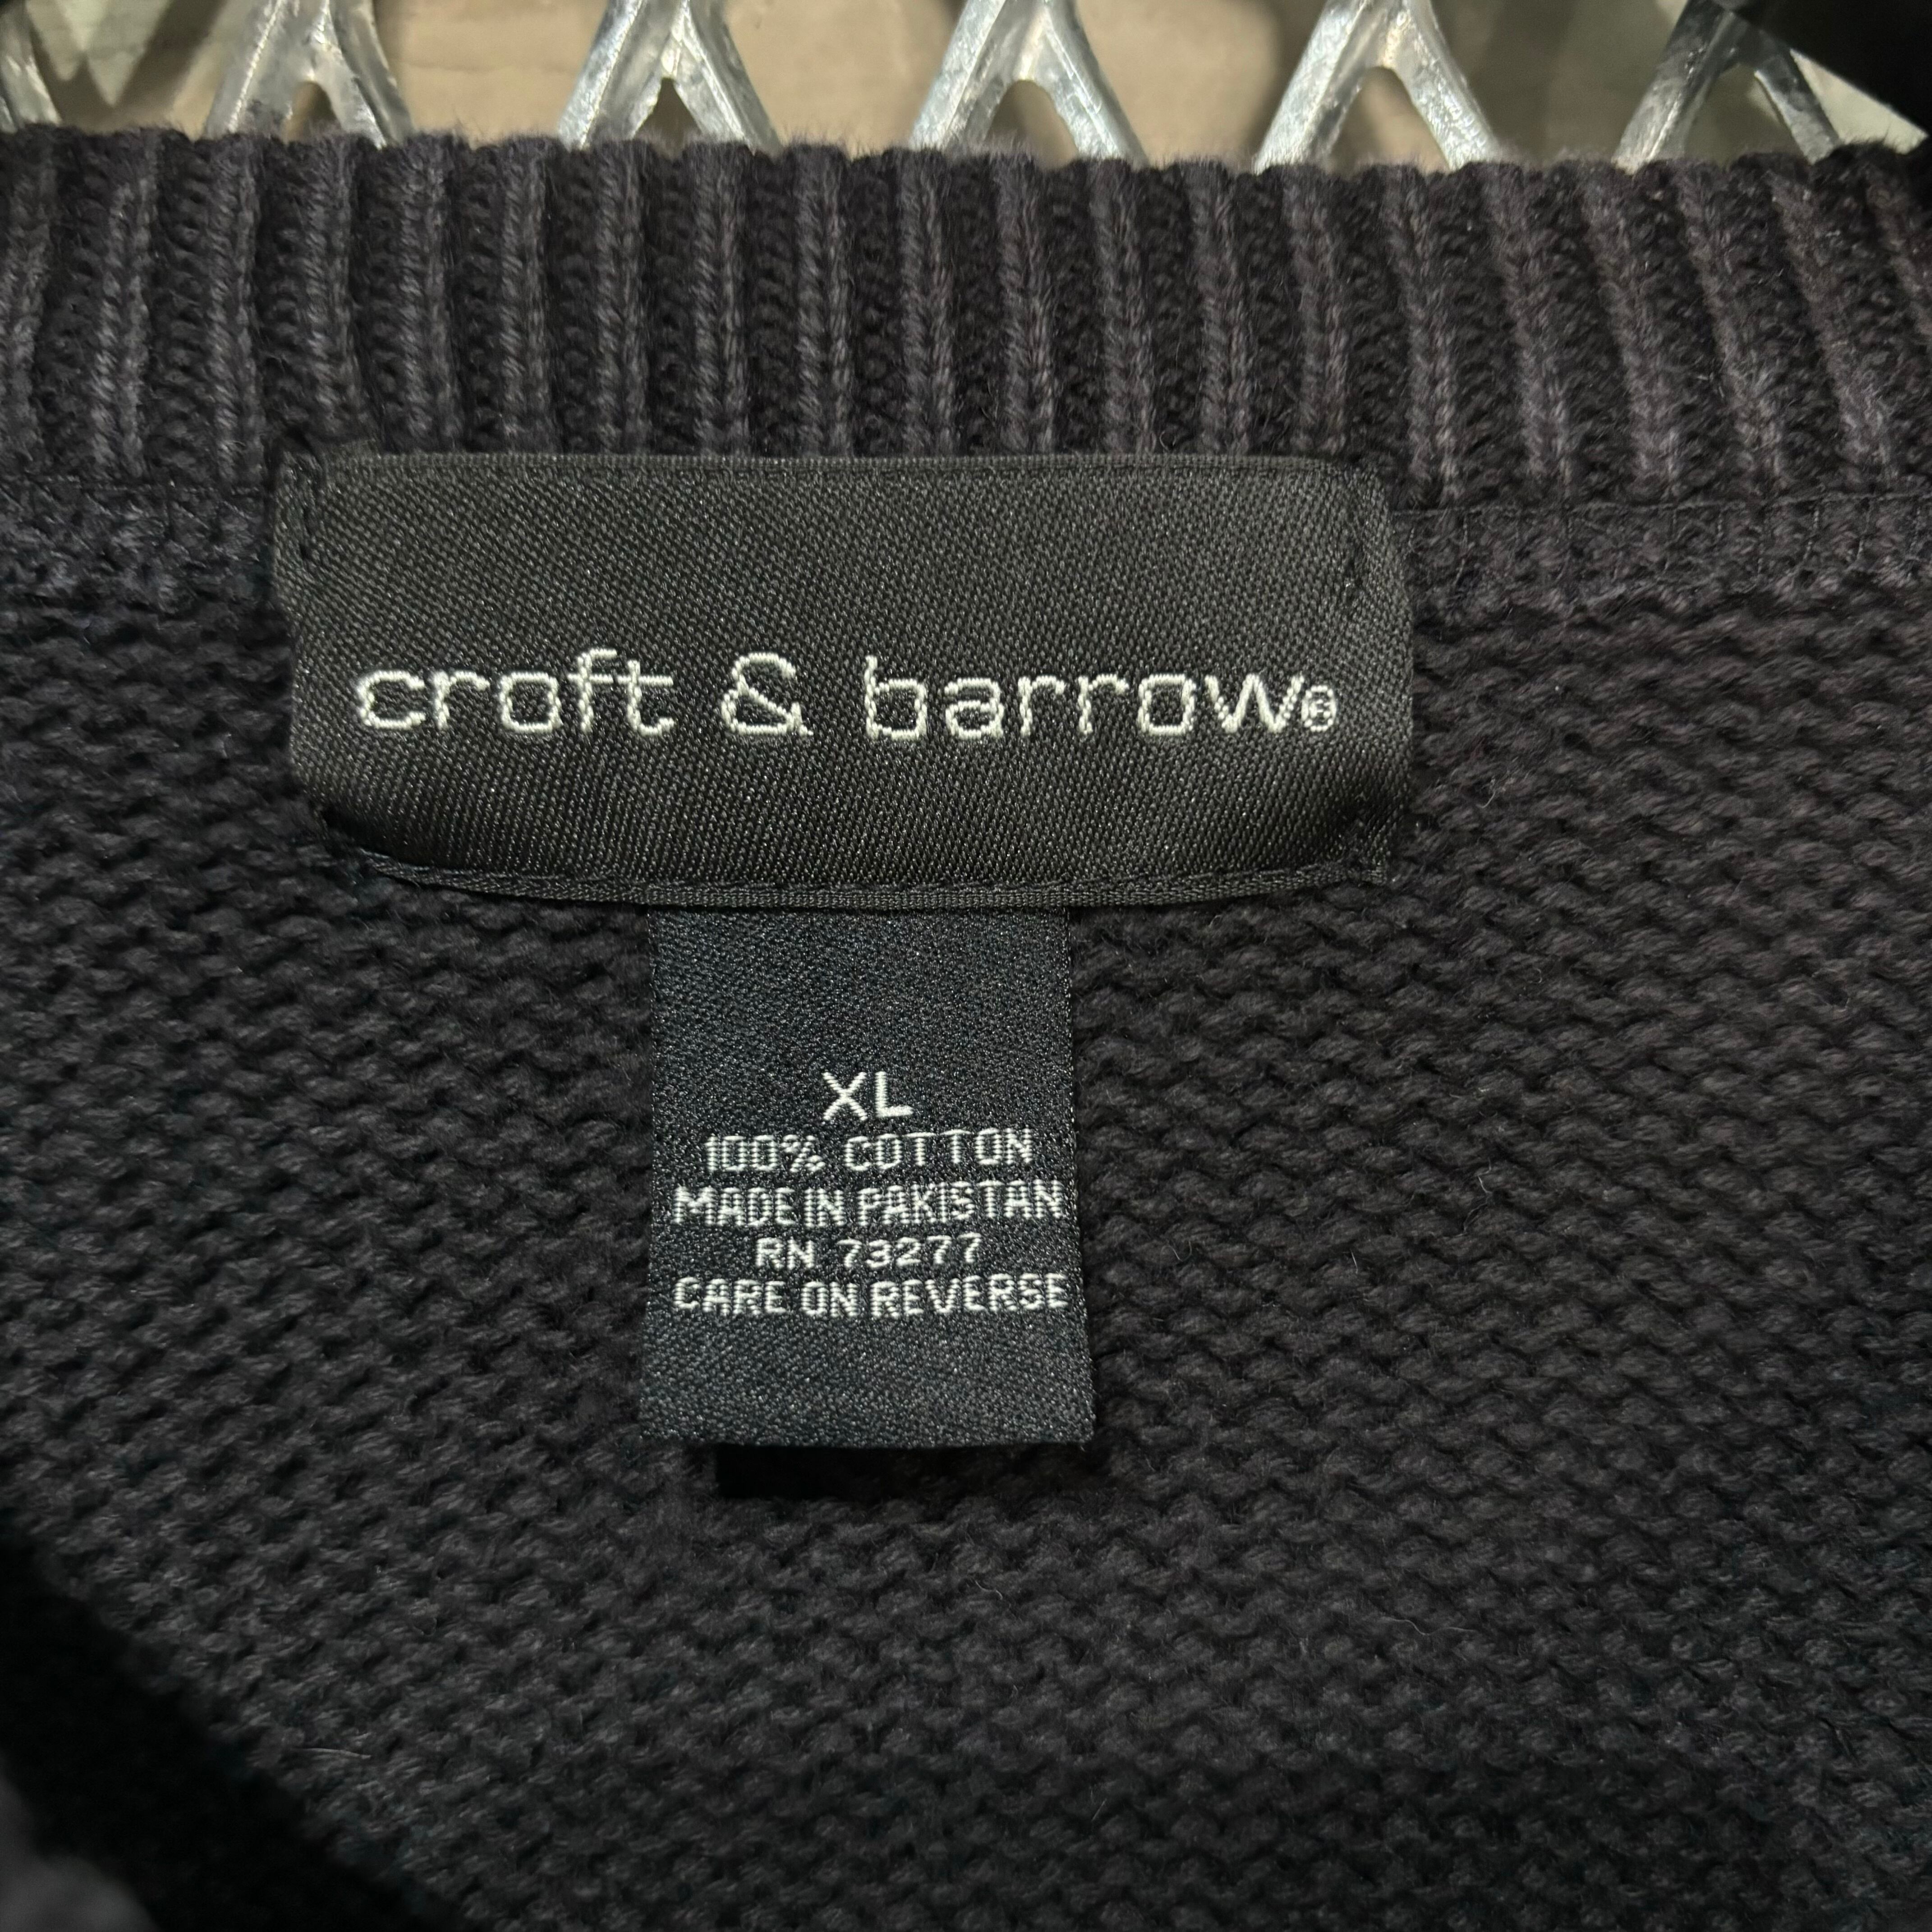 croft & barrow®
XL
100% COTTON
MADE IN PAKISTAN
RN 73277
CARE ON REVERSE